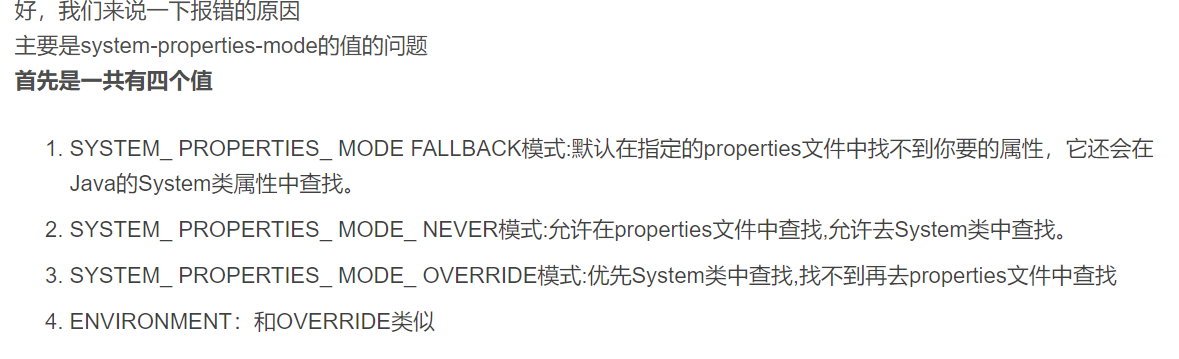 好，我们来说一下报错的原因
主要是system-properties-mode的值的问题
首先是一共有四个值
1. SYSTEM_ PROPERTIES_ MODE FALLBACK模式:默认在指定的properties文件中找不到你要的属性，它还会在
Java的System类属性中查找。
2. SYSTEM_ PROPERTIES_ MODE_ NEVER模式:允许在properties文件中查找,允许去System类中查找。
3. SYSTEM_ PROPERTIES_ MODE_ OVERRIDE模式:优先System类中查找,找不到再去properties文件中查找
4. ENVIRONMENT：和OVERRIDE类似